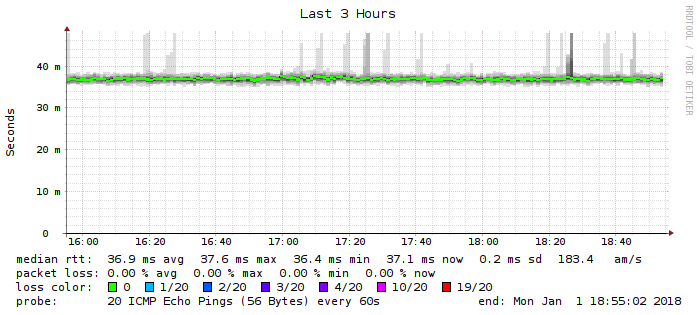 Last 3 Hours
RRDTOOL / TOBI OETIKER
Seconds
40 m
30 m
20 m
10 m
0
16:00 16:20 16:40 17:00 17:20 17:40 18:00 18:20 18:40
median rtt: 36.9 ms avg 37.6 ms max 36.4 ms min 37.1 ms now 0.2 ms sd 183.4 am/s
packet loss: 0.00 % avg 0.00 % max 0.00 % min 0.00 % now
loss color: 0 1/20 2/20 3/20 4/20 10/20 19/20
probe: 20 ICMP Echo Pings (56 Bytes) every 60s end: Mon Jan 1 18:55:02 2018